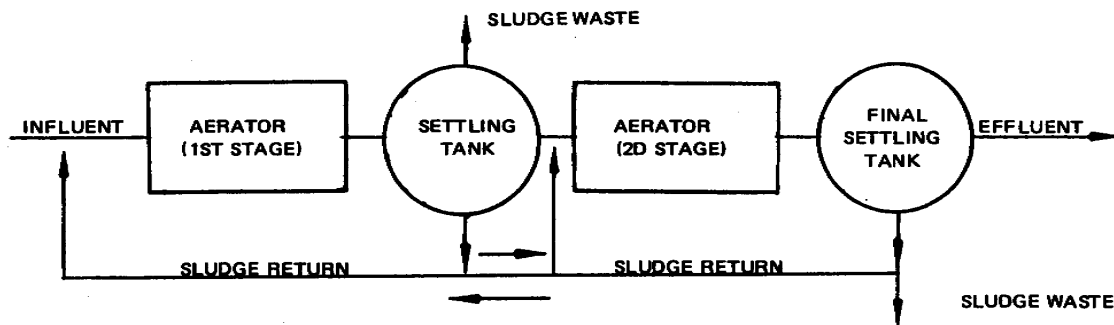 SLUDGE WASTE
INFLUENT
AERATOR
(1ST STAGE)
SETTLING
TANK
AERATOR
(2D STAGE)
FINAL
SETTLING
TANK
EFFLUENT
SLUDGE RETURN
SLUDGE RETURN
SLUDGE WASTE